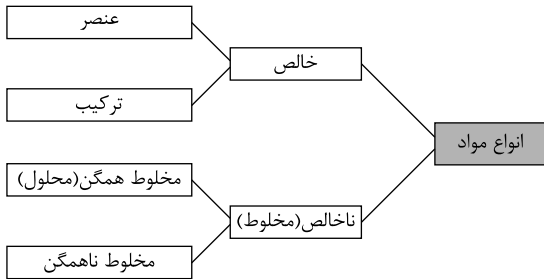 انواع مواد
خالص
عنصر
ترکیب
ناخالص(مخلوط)
مخلوط همگن(محلول)
مخلوط ناهمگن